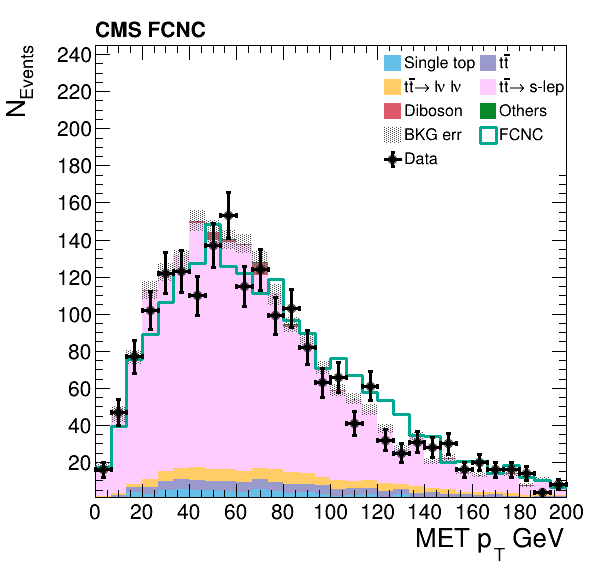 CMS FCNC
N_Events
240
220
200
180
160
140
120
100
80
60
40
20
0 20 40 60 80 100 120 140 160 180 200
MET p_T GeV
Single top tt̄
tt̄→ lν lν tt̄→ s-lep
Diboson Others
BKG err FCNC
Data